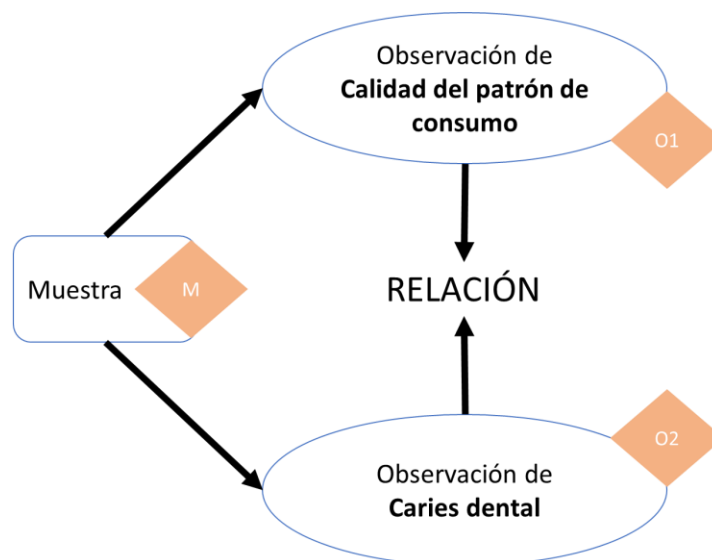 Observación de
Calidad del patrón de
consumo
O1
Muestra
M
RELACIÓN
O2
Observación de
Caries dental